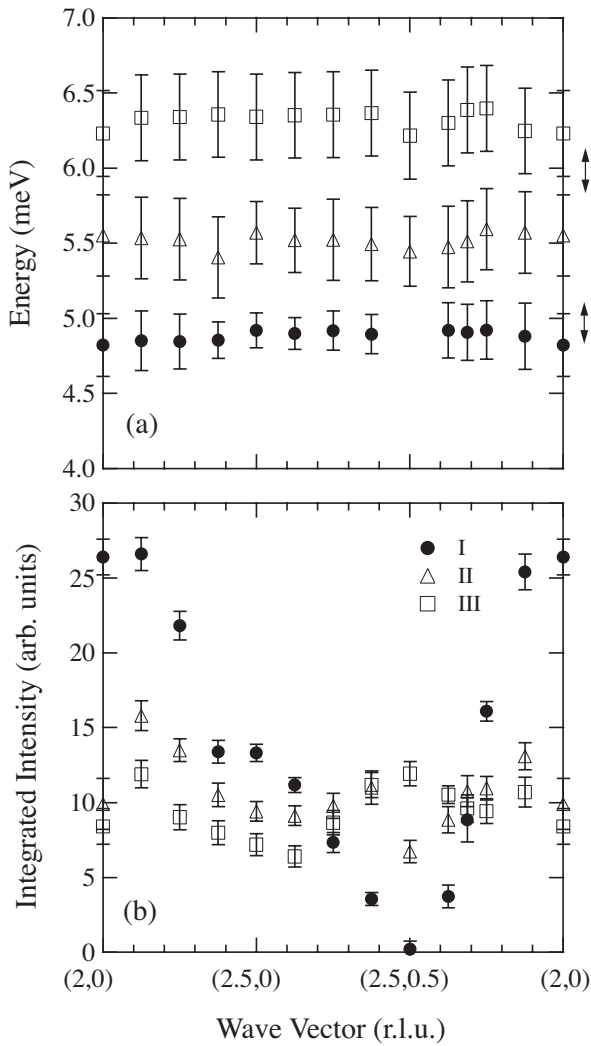 7.0
6.5
6.0
5.5
5.0
4.5
4.0
Energy (meV)
(a)
30
25
20
15
10
5
0
Integrated Intensity (arb. units)
I
II
III
(b)
(2,0)
(2.5,0)
(2.5,0.5)
(2,0)
Wave Vector (r.l.u.)